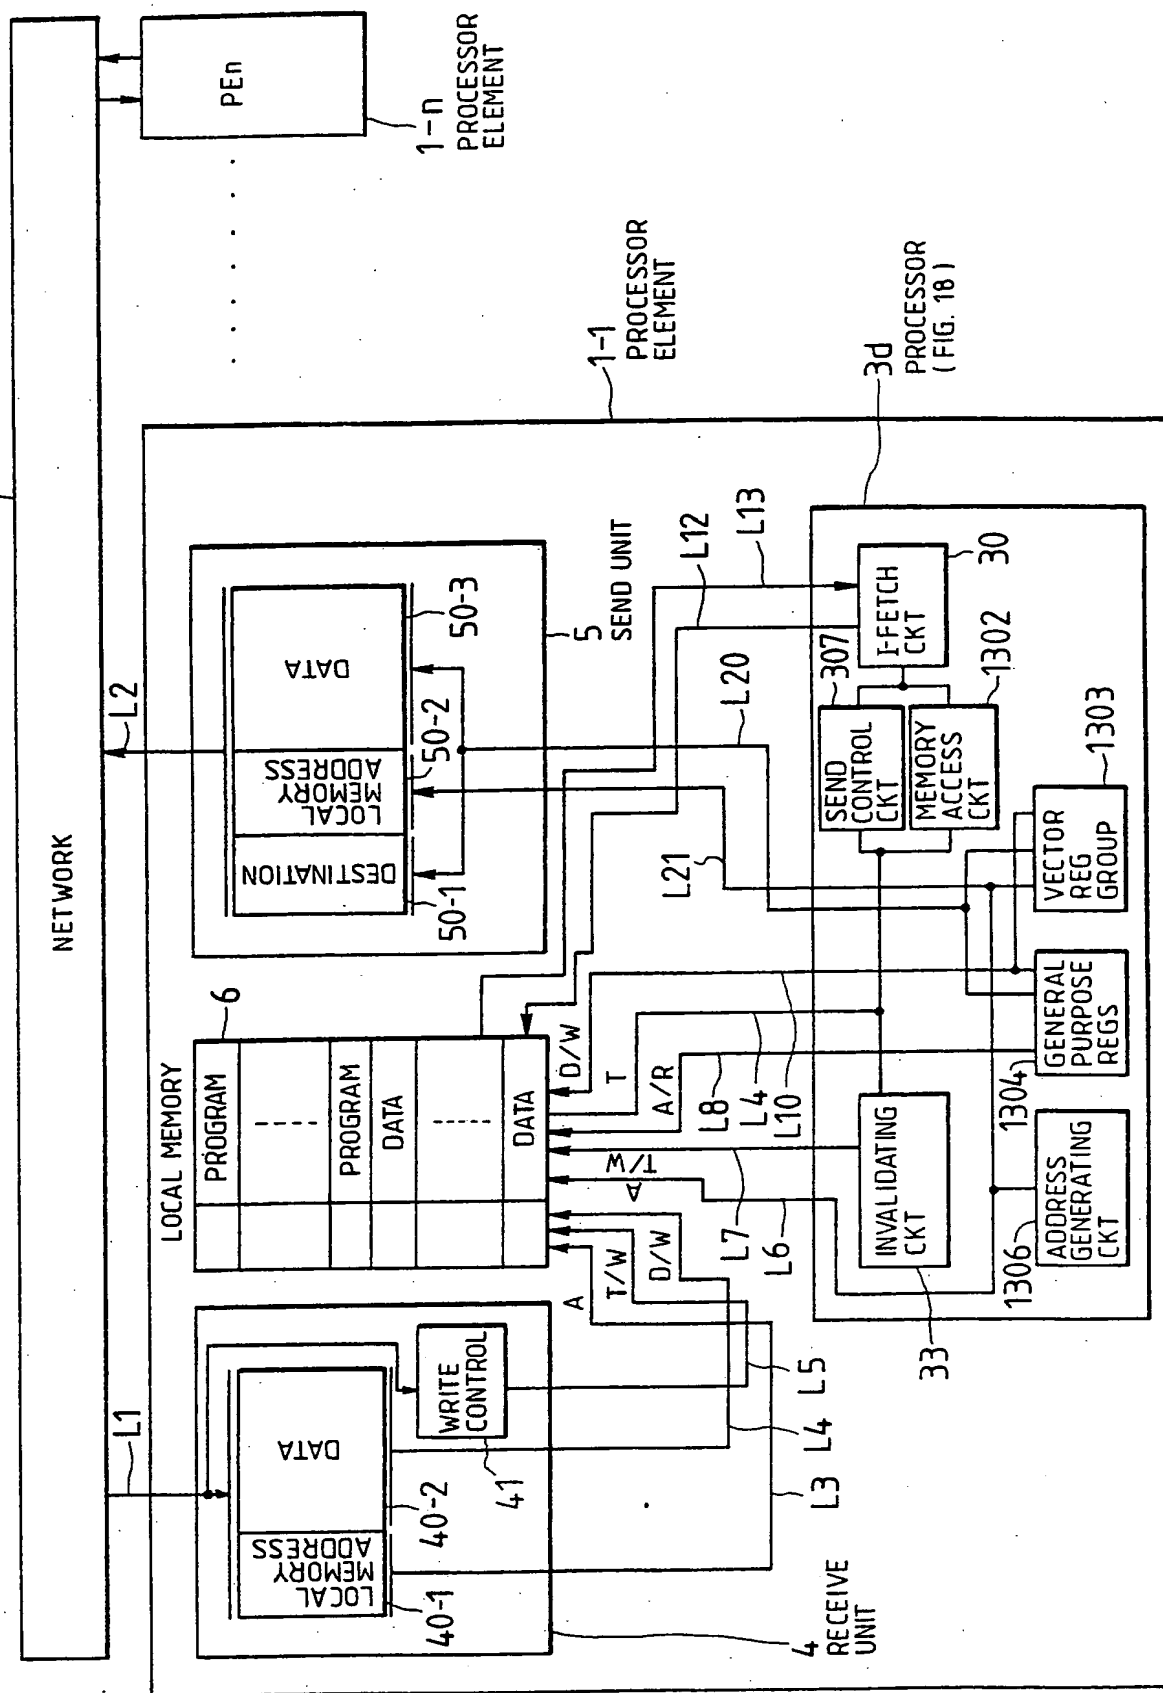 NETWORK
PEn
1-n
PROCESSOR
ELEMENT
L1
L2
LOCAL MEMORY
6
PROGRAM
PROGRAM
DATA
DATA
LOCAL
MEMORY
ADDRESS
DATA
40-1
40-2
WRITE
CONTROL
41
4
RECEIVE
UNIT
DESTINATION
LOCAL
MEMORY
ADDRESS
DATA
50-1
50-2
50-3
5
SEND UNIT
1-1
PROCESSOR
ELEMENT
A
T/W
D/W
A
T/W
A/R
T
D/W
L3
L4
L5
L6
L7
L8
L4
L10
L21
L20
L12
L13
3d
PROCESSOR
(FIG. 18)
INVALIDATING
CKT
33
SEND
CONTROL
CKT
307
I-FETCH
CKT
30
MEMORY
ACCESS
CKT
1302
1306
ADDRESS
GENERATING
CKT
1304
GENERAL
PURPOSE
REGS
VECTOR
REG
GROUP
1303